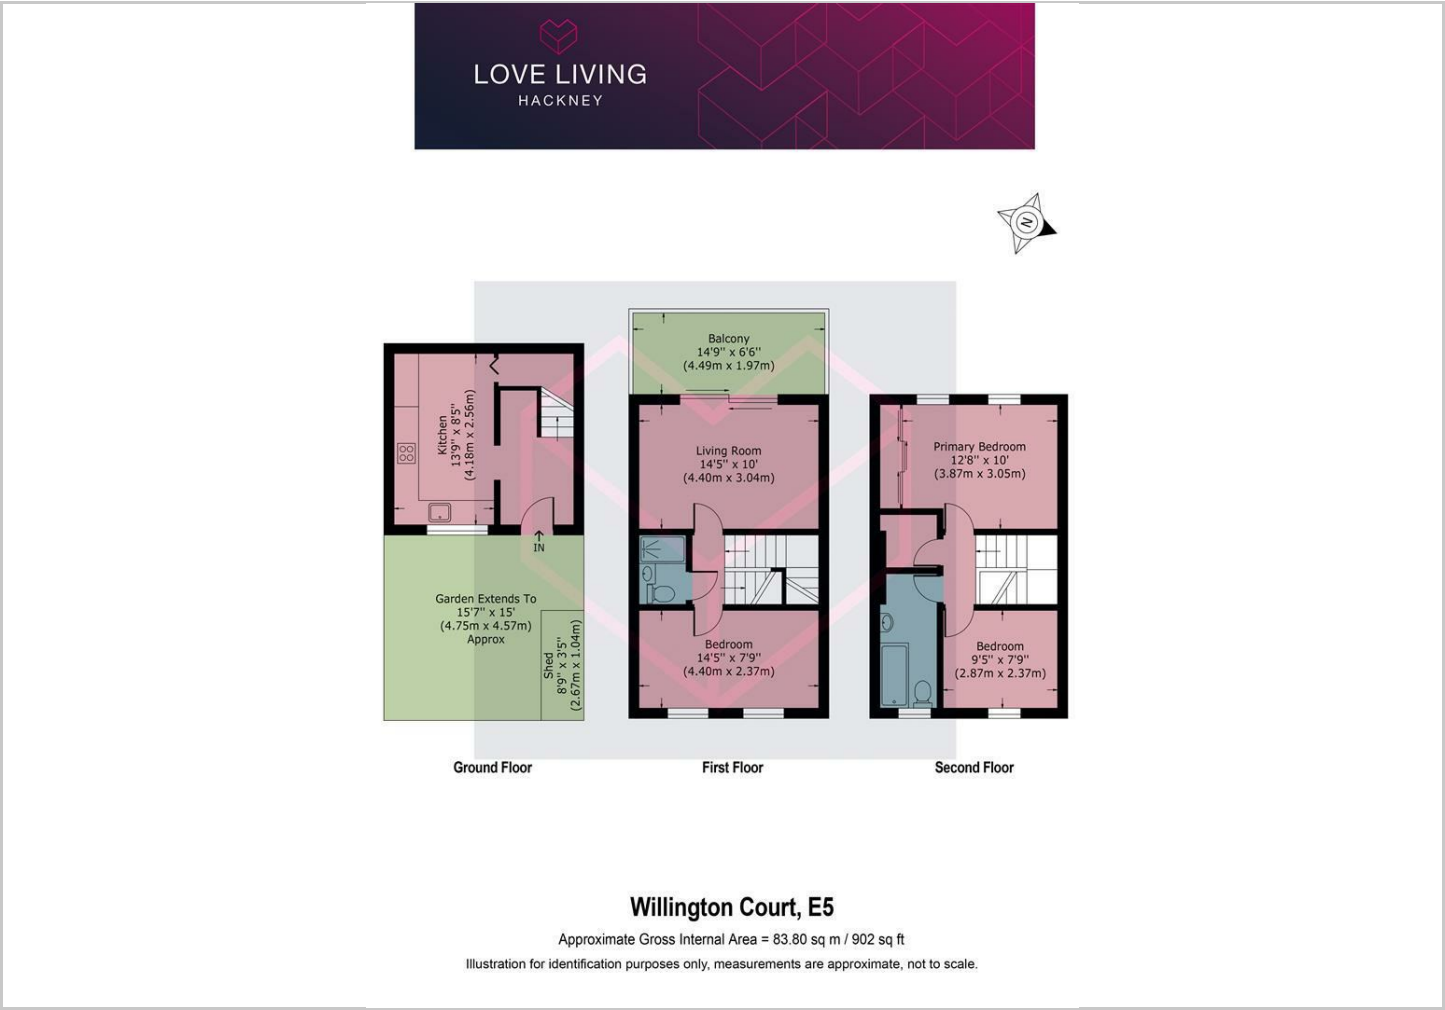 LOVE LIVING
HACKNEY
N
Balcony
14'9" x 6'6"
(4.49m x 1.97m)
Kitchen
13'9" x 8'5"
(4.18m x 2.56m)
IN
Living Room
14'5" x 10'
(4.40m x 3.04m)
Primary Bedroom
12'8" x 10'
(3.87m x 3.05m)
Garden Extends To
15'7" x 15'
(4.75m x 4.57m)
Approx
Shed
8'9" x 3'5"
(2.67m x 1.04m)
Bedroom
14'5" x 7'9"
(4.40m x 2.37m)
Bedroom
9'5" x 7'9"
(2.87m x 2.37m)
Ground Floor
First Floor
Second Floor
Willington Court, E5
Approximate Gross Internal Area = 83.80 sq m / 902 sq ft
Illustration for identification purposes only, measurements are approximate, not to scale.